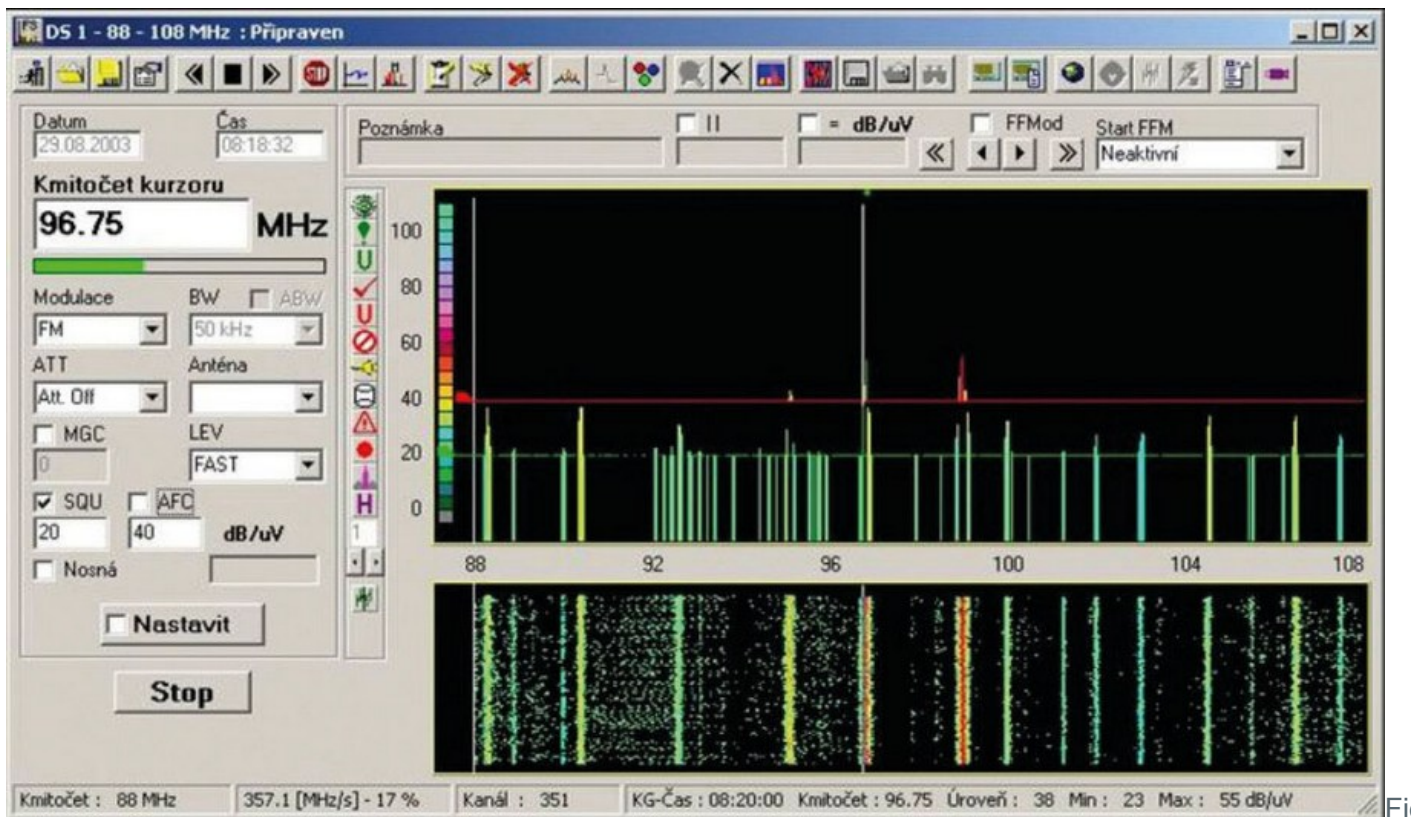 DS 1 - 88 - 108 MHz : Připraven
STOP
Datum Čas
29.08.2003 08:18:32
Kmitočet kurzoru
96.75 MHz
Modulace BW ABW
FM 50 kHz
ATT Anténa
Att. Off
MGC LEV
0 FAST
SQU AFC
20 40 dB/uV
Nosná
Nastavit
Stop
Poznámka || = dB/uV FFMod Start FFM
Neaktivní
U
U
H
1
100
80
60
40
20
0
88 92 96 100 104 108
Kmitočet : 88 MHz 357.1 [MHz/s] - 17 % Kanál : 351 KG-Čas : 08:20:00 Kmitočet : 96.75 Úroveň : 38 Min : 23 Max : 55 dB/uV